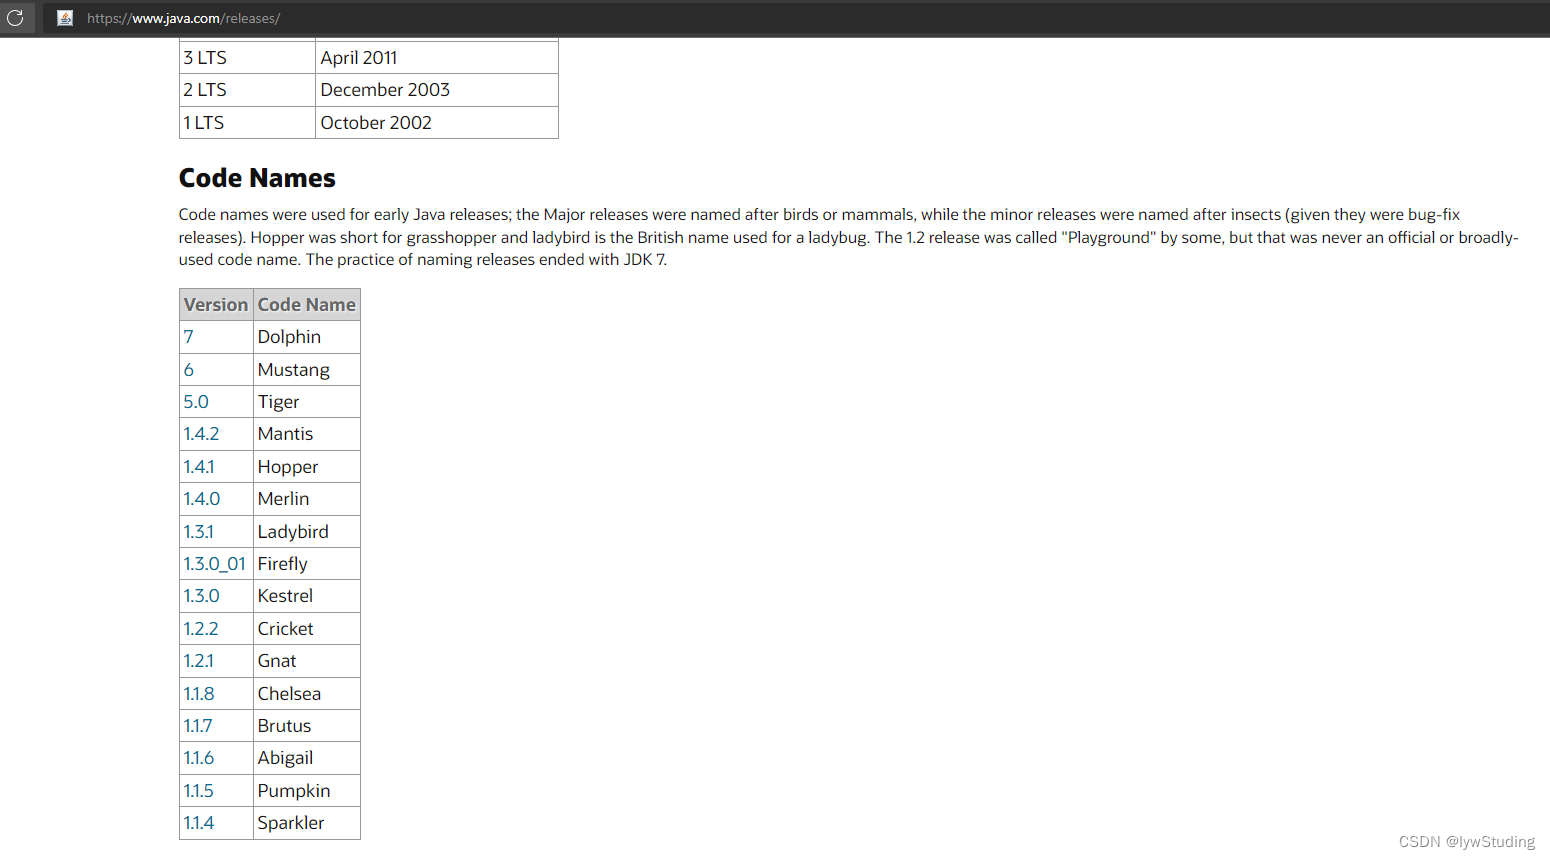 https://www.java.com/releases/
3 LTS April 2011
2 LTS December 2003
1 LTS October 2002
Code Names
Code names were used for early Java releases; the Major releases were named after birds or mammals, while the minor releases were named after insects (given they were bug-fix
releases). Hopper was short for grasshopper and ladybird is the British name used for a ladybug. The 1.2 release was called "Playground" by some, but that was never an official or broadly-
used code name. The practice of naming releases ended with JDK 7.
Version Code Name
7 Dolphin
6 Mustang
5.0 Tiger
1.4.2 Mantis
1.4.1 Hopper
1.4.0 Merlin
1.3.1 Ladybird
1.3.0_01 Firefly
1.3.0 Kestrel
1.2.2 Cricket
1.2.1 Gnat
1.1.8 Chelsea
1.1.7 Brutus
1.1.6 Abigail
1.1.5 Pumpkin
1.1.4 Sparkler
CSDN @lywStuding